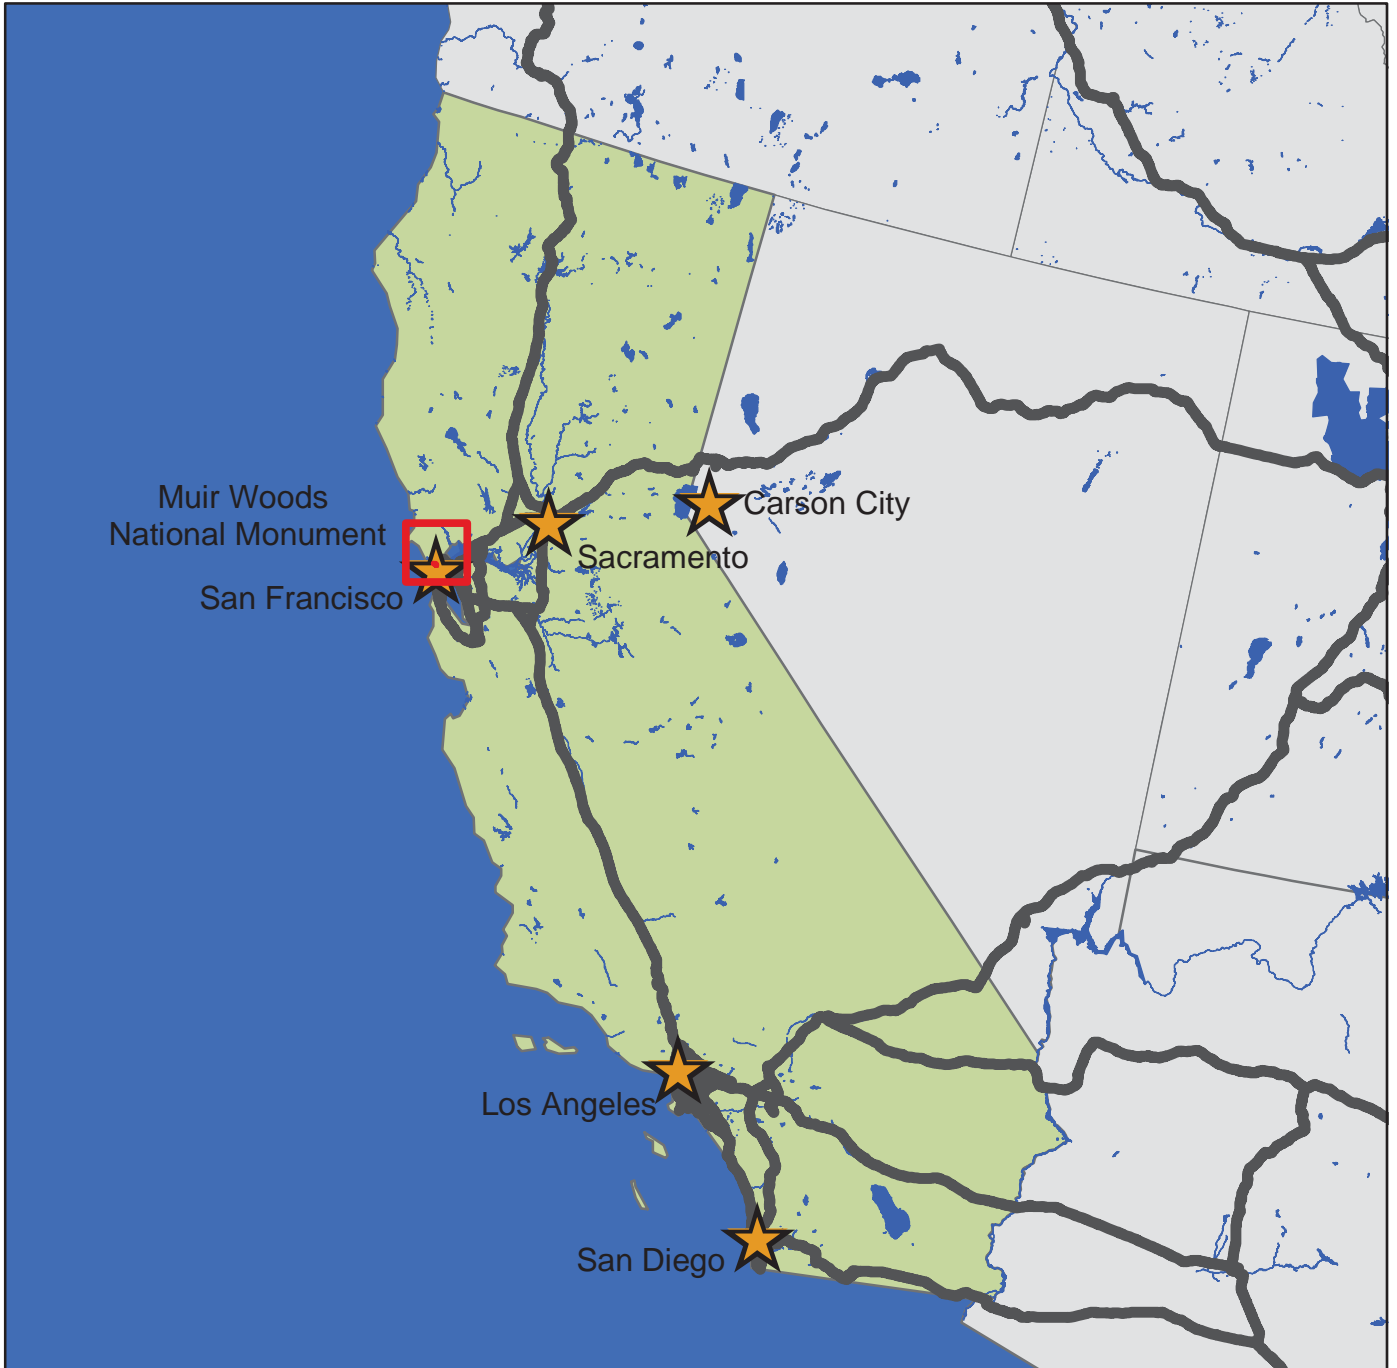 Muir Woods
National Monument
Carson City
Sacramento
San Francisco
Los Angeles
San Diego